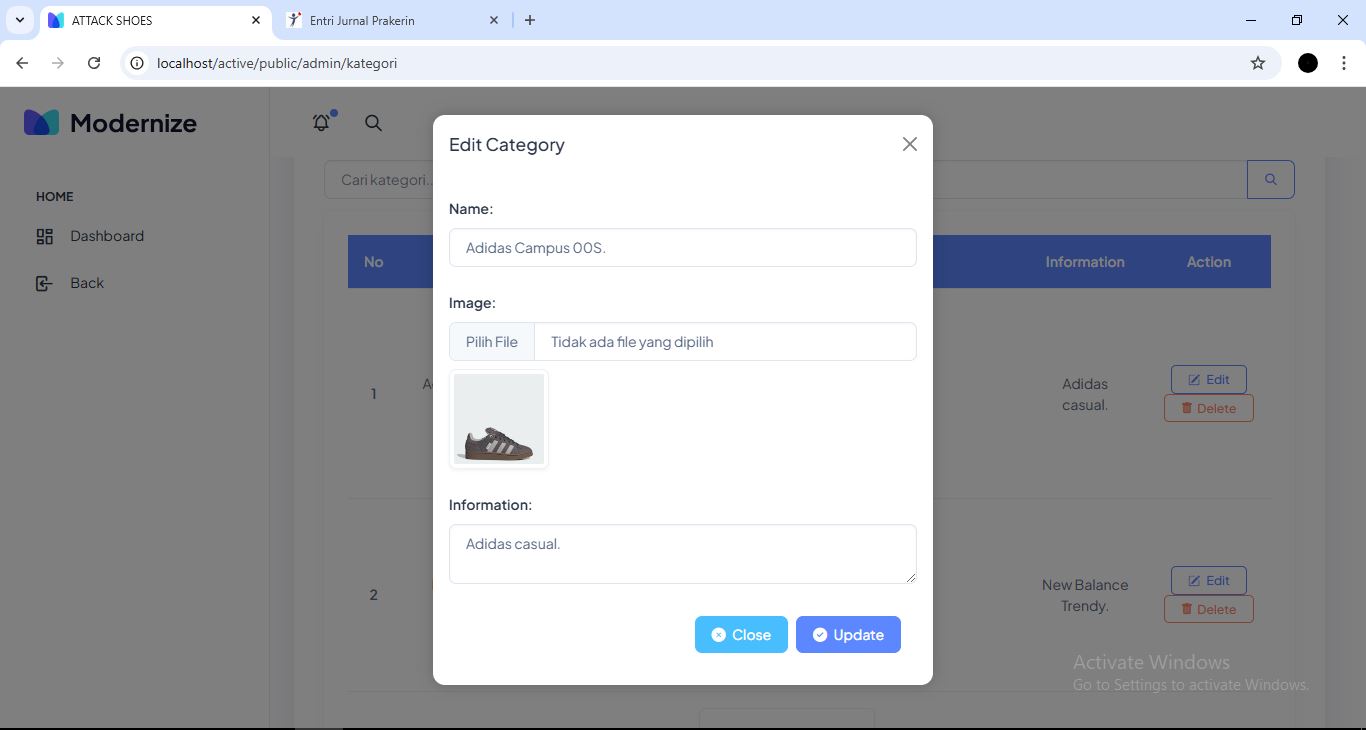 ATTACK SHOES
Entri Jurnal Prakerin
localhost/active/public/admin/kategori
Modernize
HOME
Dashboard
Back
Cari kategori..
No
Information
Action
1
Adidas
casual.
Edit
Delete
2
New Balance
Trendy.
Edit
Delete
Edit Category
Name:
Adidas Campus 00S.
Image:
Pilih File
Tidak ada file yang dipilih
Information:
Adidas casual.
Close
Update
Activate Windows
Go to Settings to activate Windows.